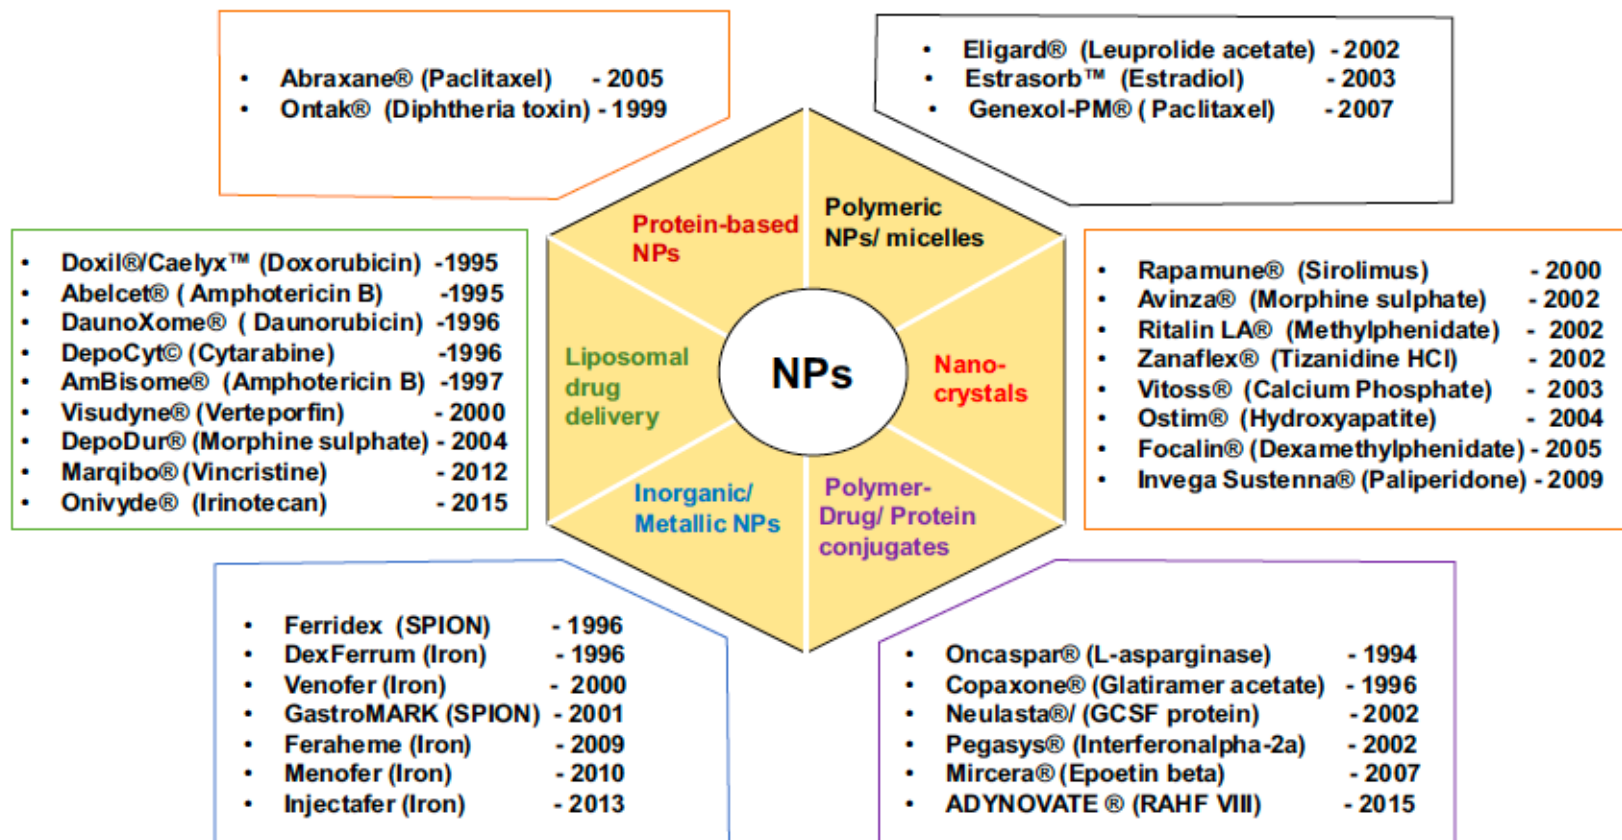 • Abraxane® (Paclitaxel) - 2005
• Ontak® (Diphtheria toxin) - 1999
• Eligard® (Leuprolide acetate) - 2002
• Estrasorb™ (Estradiol) - 2003
• Genexol-PM® ( Paclitaxel) - 2007
Protein-based
NPs
Polymeric
NPs/ micelles
• Doxil®/Caelyx™ (Doxorubicin) -1995
• Abelcet® ( Amphotericin B) -1995
• DaunoXome® ( Daunorubicin) -1996
• DepoCyt© (Cytarabine) -1996
• AmBisome® (Amphotericin B) -1997
• Visudyne® (Verteporfin) - 2000
• DepoDur® (Morphine sulphate) - 2004
• Marqibo® (Vincristine) - 2012
• Onivyde® (Irinotecan) - 2015
Liposomal
drug
delivery
NPs
Nano-
crystals
• Rapamune® (Sirolimus) - 2000
• Avinza® (Morphine sulphate) - 2002
• Ritalin LA® (Methylphenidate) - 2002
• Zanaflex® (Tizanidine HCl) - 2002
• Vitoss® (Calcium Phosphate) - 2003
• Ostim® (Hydroxyapatite) - 2004
• Focalin® (Dexamethylphenidate) - 2005
• Invega Sustenna® (Paliperidone) - 2009
Inorganic/
Metallic NPs
Polymer-
Drug/ Protein
conjugates
• Ferridex (SPION) - 1996
• DexFerrum (Iron) - 1996
• Venofer (Iron) - 2000
• GastroMARK (SPION) - 2001
• Feraheme (Iron) - 2009
• Menofer (Iron) - 2010
• Injectafer (Iron) - 2013
• Oncaspar® (L-asparginase) - 1994
• Copaxone® (Glatiramer acetate) - 1996
• Neulasta®/ (GCSF protein) - 2002
• Pegasys® (Interferonalpha-2a) - 2002
• Mircera® (Epoetin beta) - 2007
• ADYNOVATE ® (RAHF VIII) - 2015